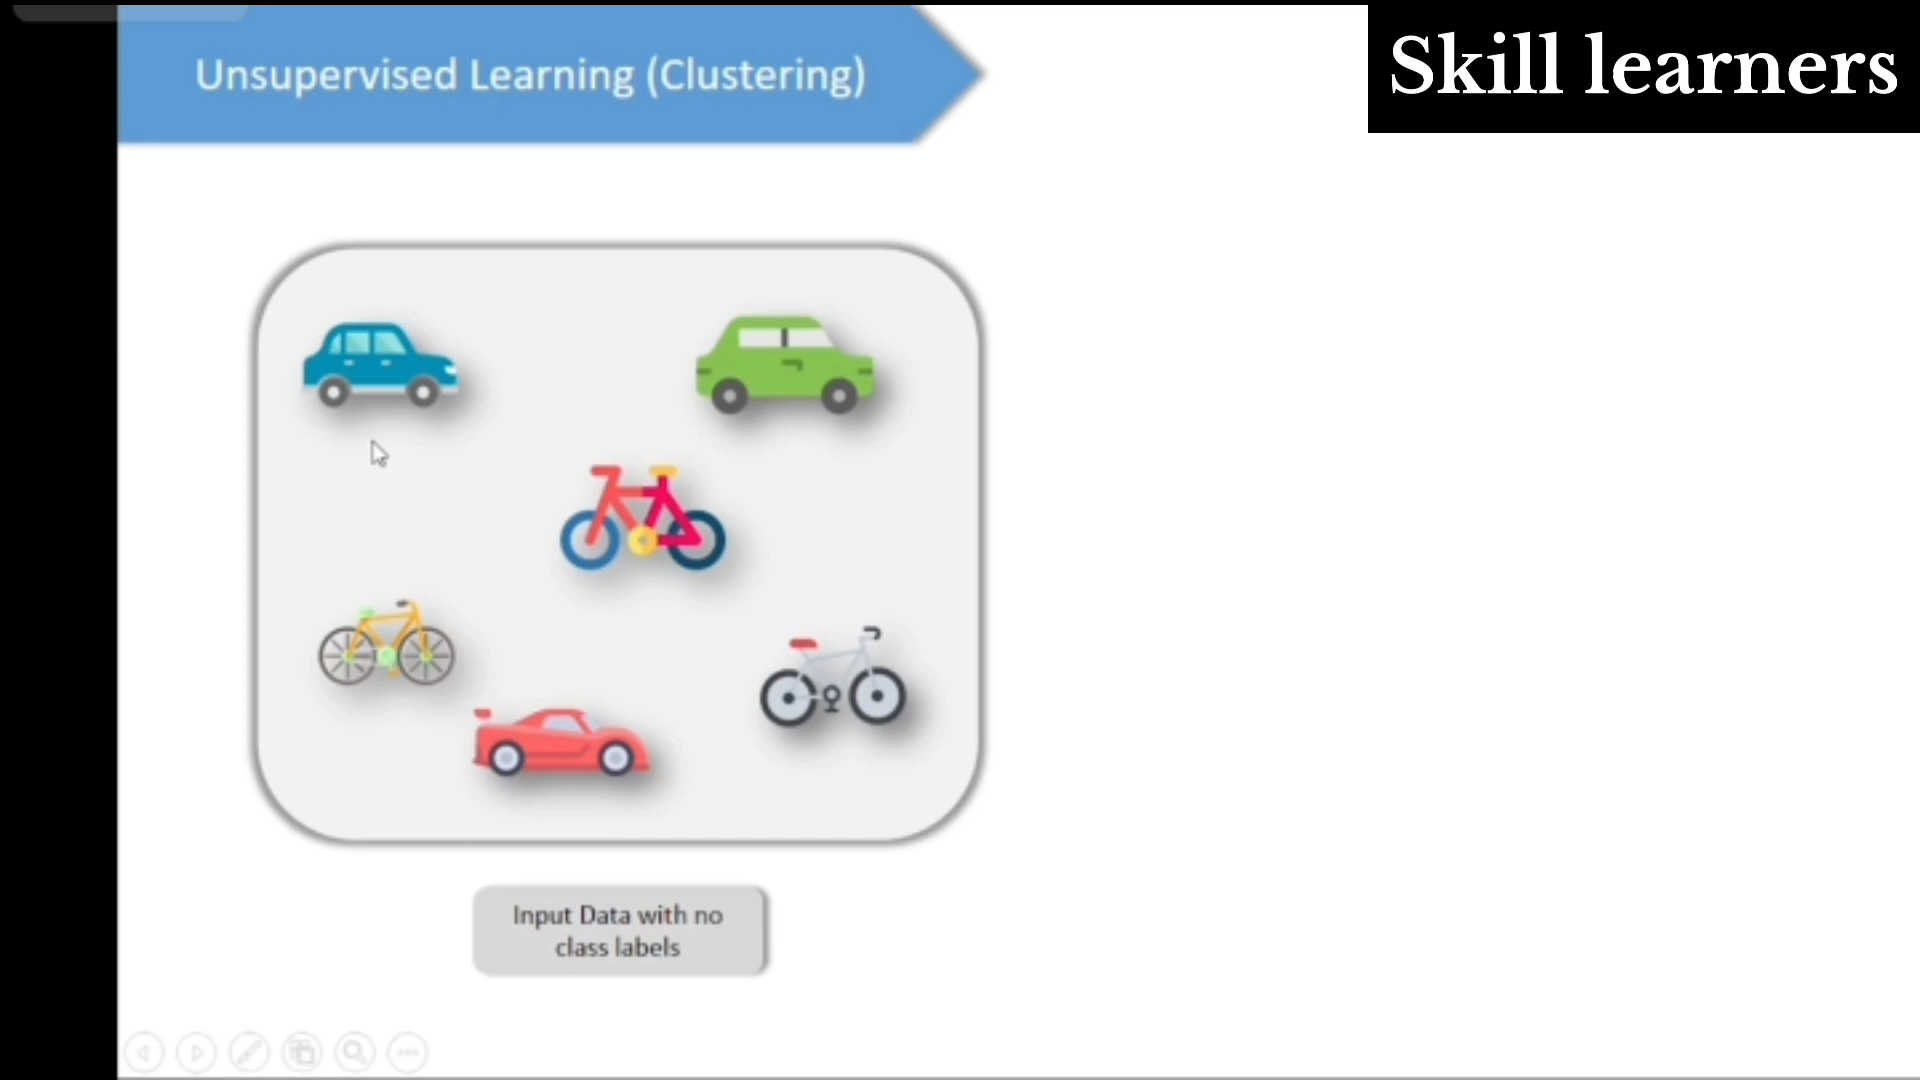 Unsupervised Learning (Clustering)
Skill learners
Input Data with no
class labels